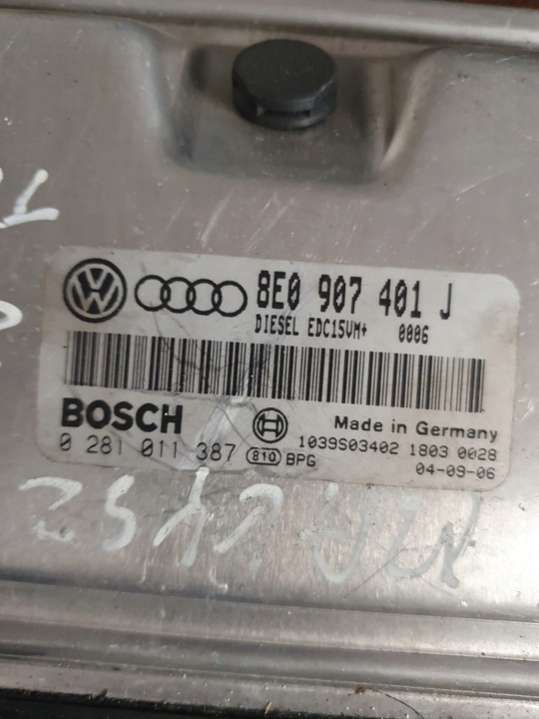 8E0 907 401 J
DIESEL EDC15VM+ 0006
BOSCH
Made in Germany
0 281 011 387 810 BPG
1039S03402 1803 0028
04-09-06